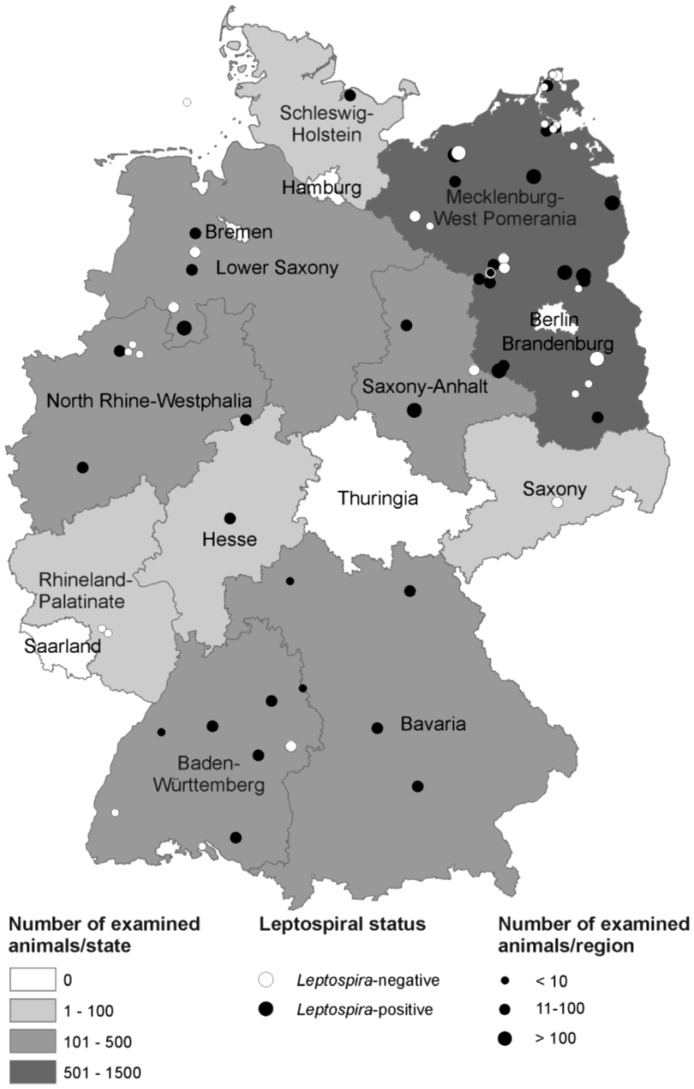 Schleswig-
Holstein
Hamburg
Mecklenburg-
West Pomerania
Bremen
Lower Saxony
Berlin
Brandenburg
Saxony-Anhalt
North Rhine-Westphalia
Thuringia
Saxony
Hesse
Rhineland-
Palatinate
Saarland
Bavaria
Baden-
Württemberg
Number of examined
animals/state
0
1 - 100
101 - 500
501 - 1500
Leptospiral status
Leptospira-negative
Leptospira-positive
Number of examined
animals/region
< 10
11-100
> 100